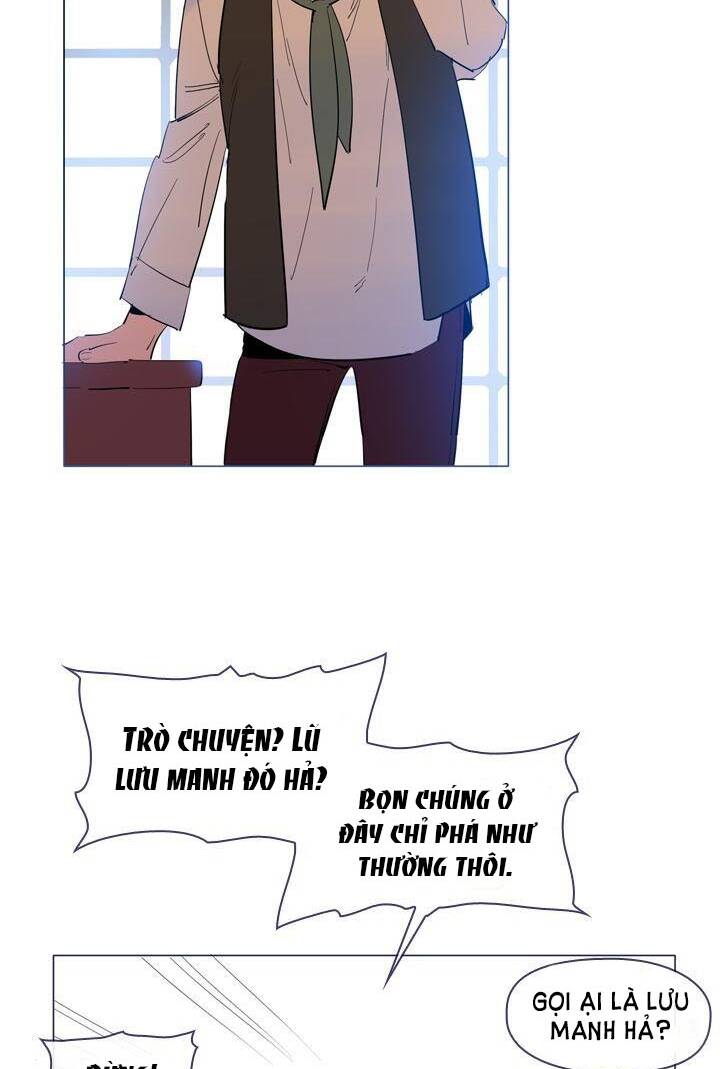 TRÒ CHUYỆN? LŨ
LƯU MANH ĐÓ HẢ?
BỌN CHÚNG Ở
ĐÂY CHỈ PHÁ NHƯ
THƯỜNG THÔI.
GỌI AI LÀ LƯU
MANH HẢ?